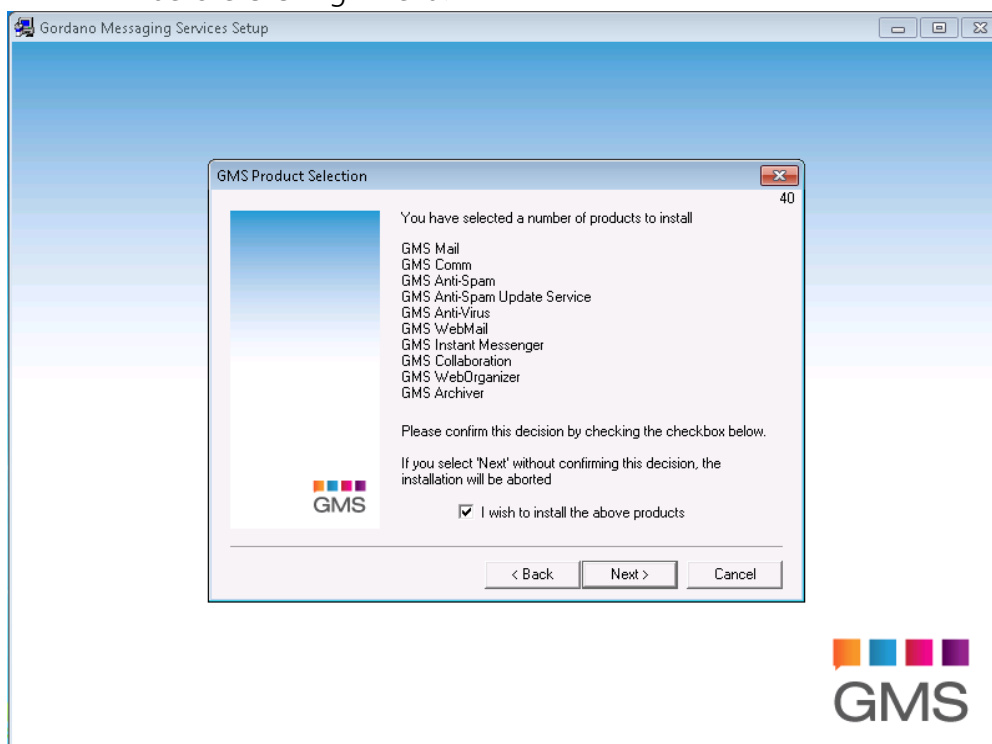 Gordano Messaging Services Setup
GMS Product Selection
40
You have selected a number of products to install
GMS Mail
GMS Comm
GMS Anti-Spam
GMS Anti-Spam Update Service
GMS Anti-Virus
GMS WebMail
GMS Instant Messenger
GMS Collaboration
GMS WebOrganizer
GMS Archiver
Please confirm this decision by checking the checkbox below.
If you select 'Next' without confirming this decision, the
installation will be aborted
GMS
I wish to install the above products
< Back Next > Cancel
GMS